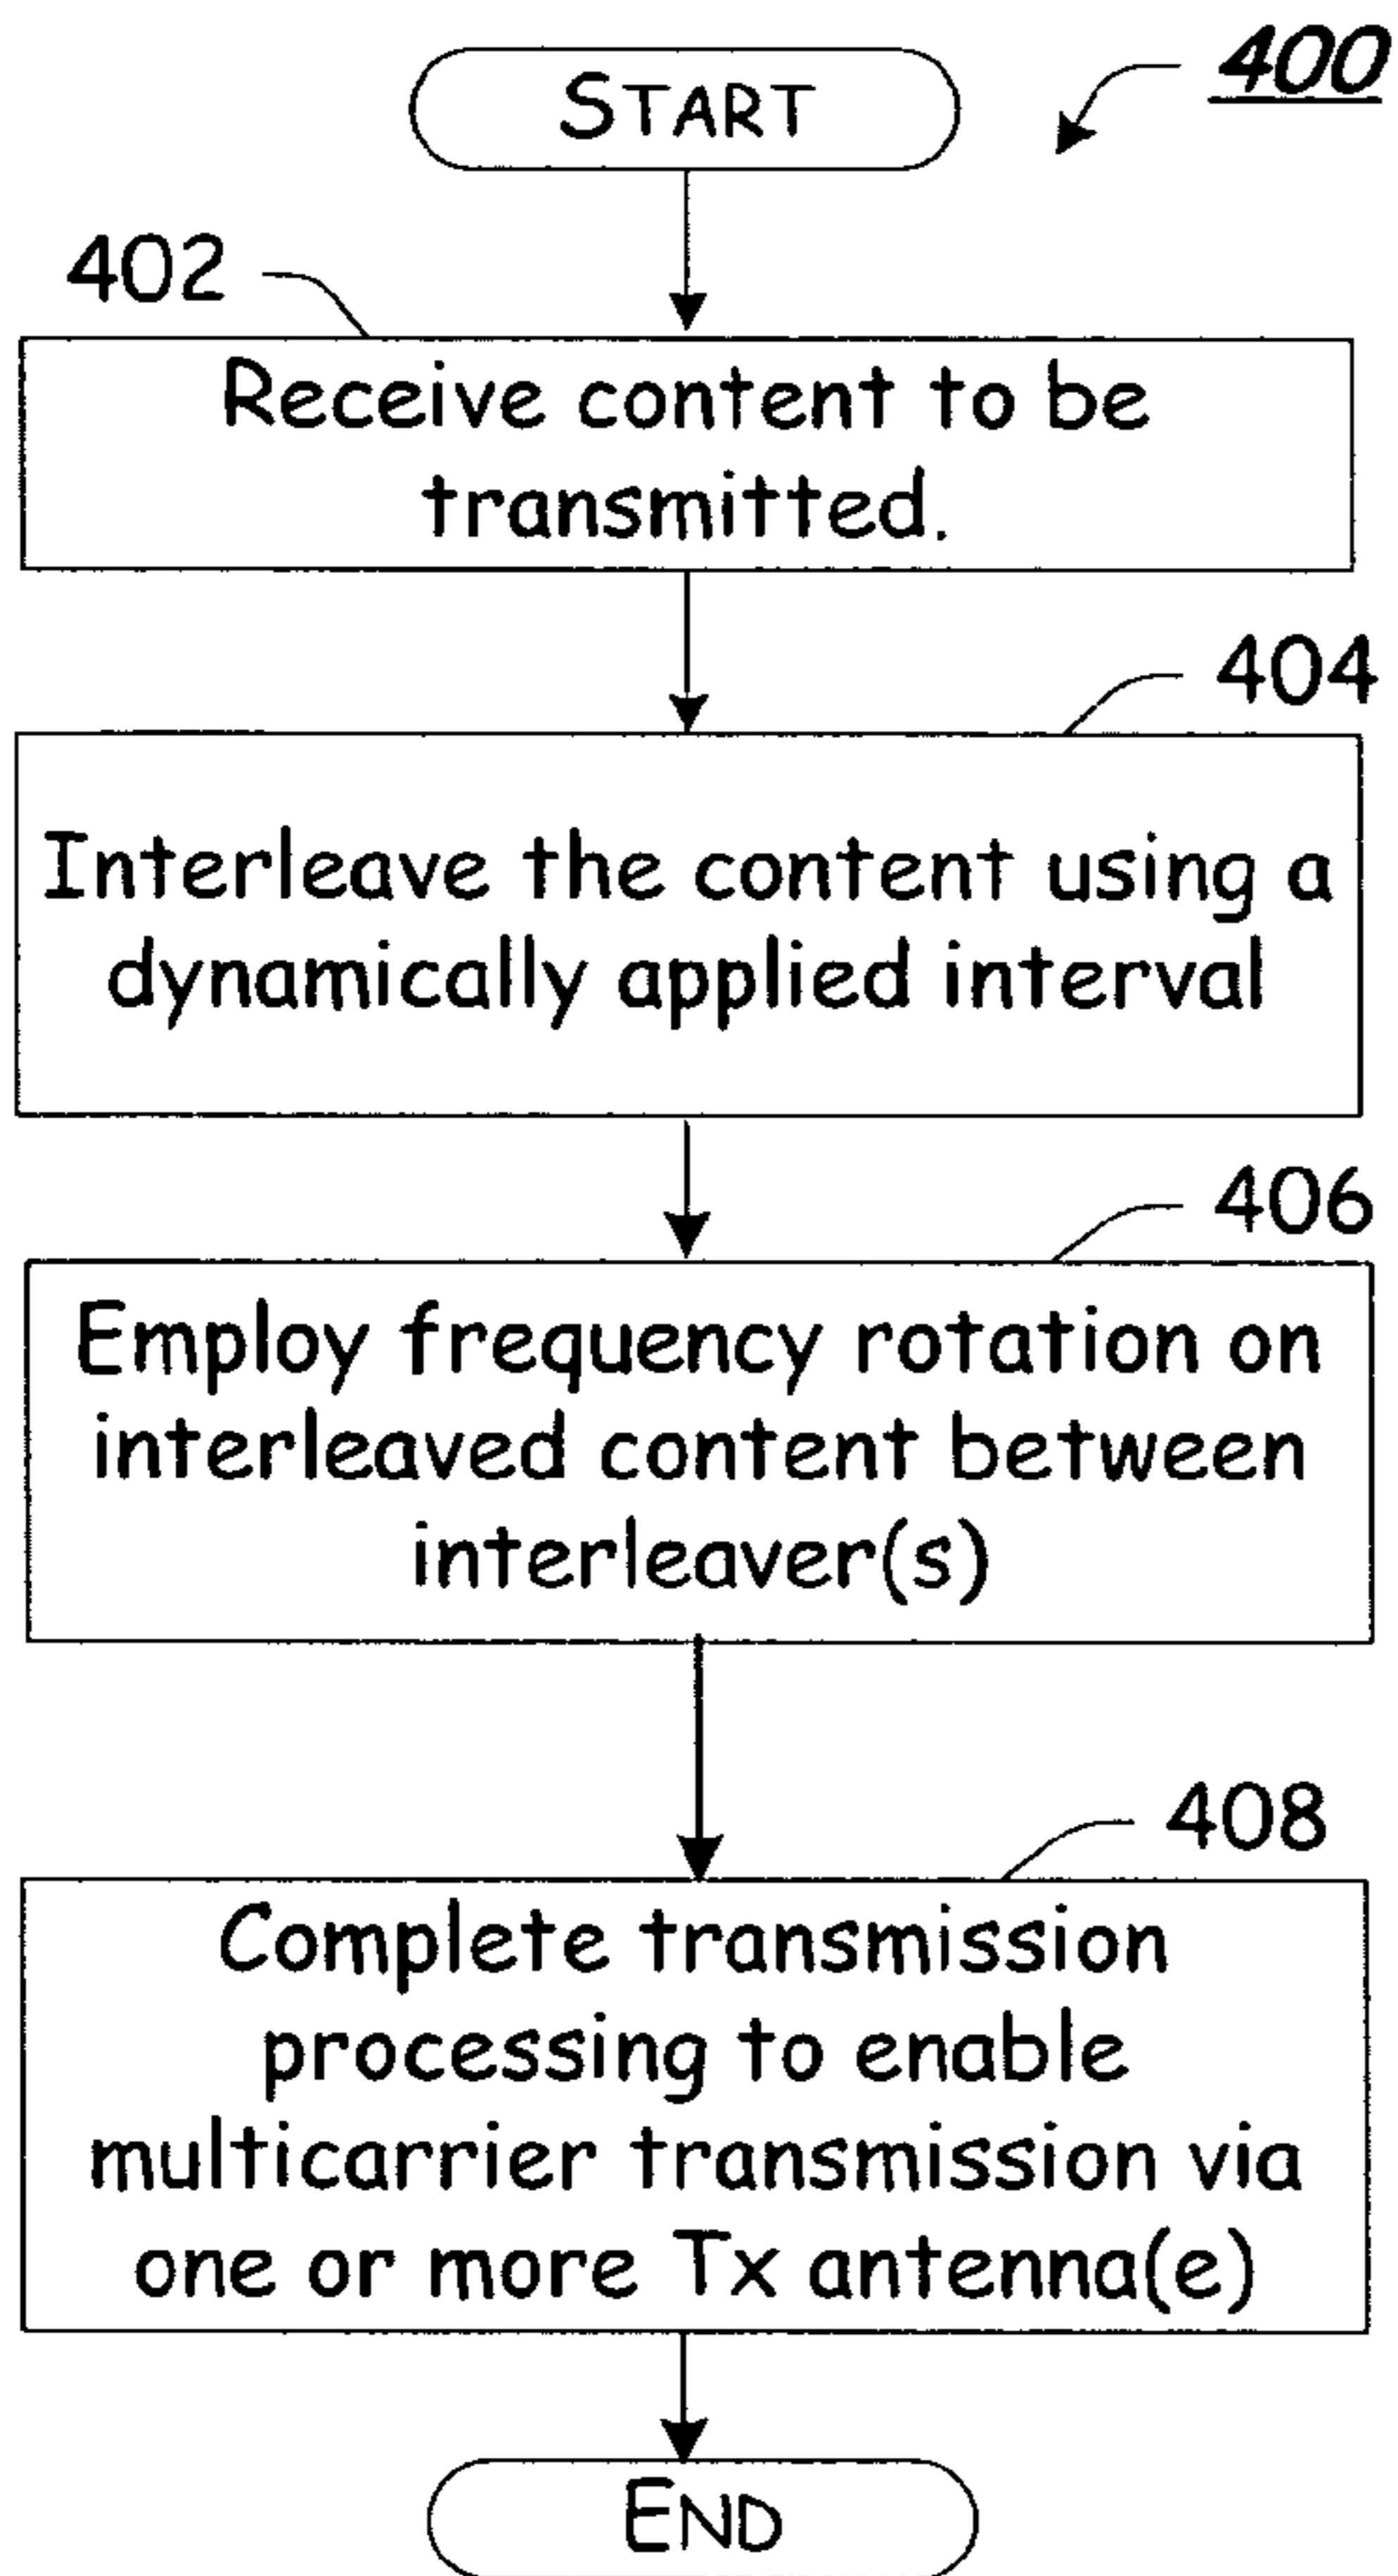 400
START
402
Receive content to be
transmitted.
404
Interleave the content using a
dynamically applied interval
406
Employ frequency rotation on
interleaved content between
interleaver(s)
408
Complete transmission
processing to enable
multicarrier transmission via
one or more Tx antenna(e)
END